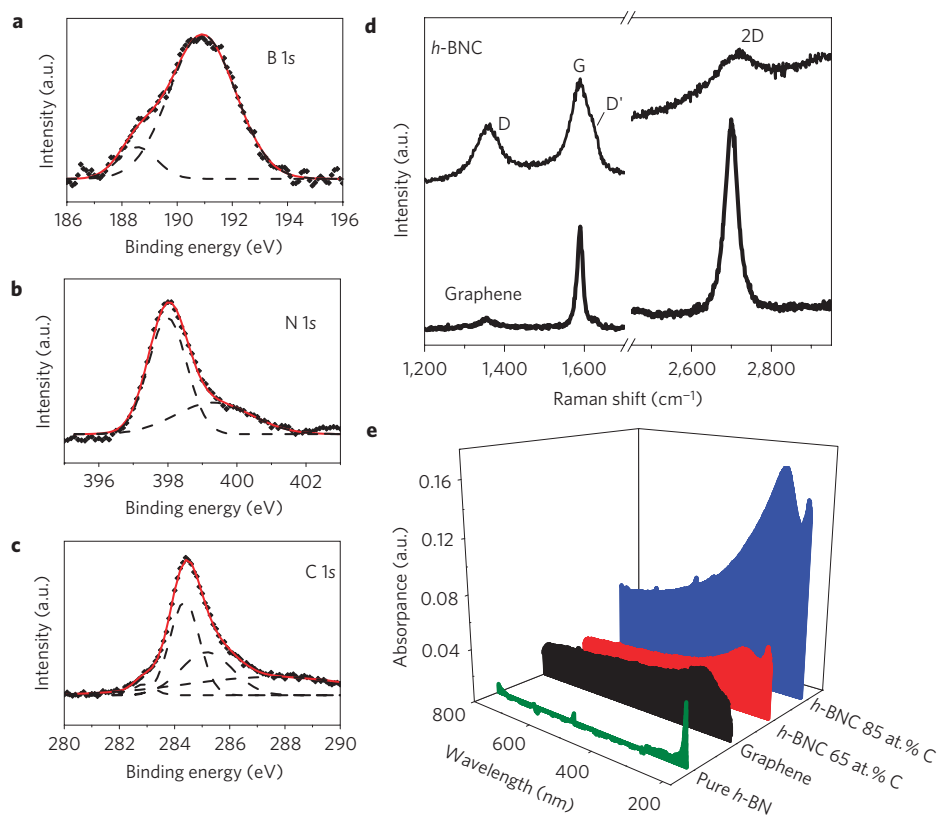 a
B 1s
Intensity (a.u.)
186 188 190 192 194 196
Binding energy (eV)
b
N 1s
Intensity (a.u.)
396 398 400 402
Binding energy (eV)
c
C 1s
Intensity (a.u.)
280 282 284 286 288 290
Binding energy (eV)
d
h-BNC
D
G
D'
2D
Graphene
Intensity (a.u.)
1,200 1,400 1,600 2,600 2,800
Raman shift (cm⁻¹)
e
0.16
0.12
0.08
0.04
Absorpance (a.u.)
800
600
400
200
Wavelength (nm)
Pure h-BN
Graphene
h-BNC 65 at.% C
h-BNC 85 at.% C